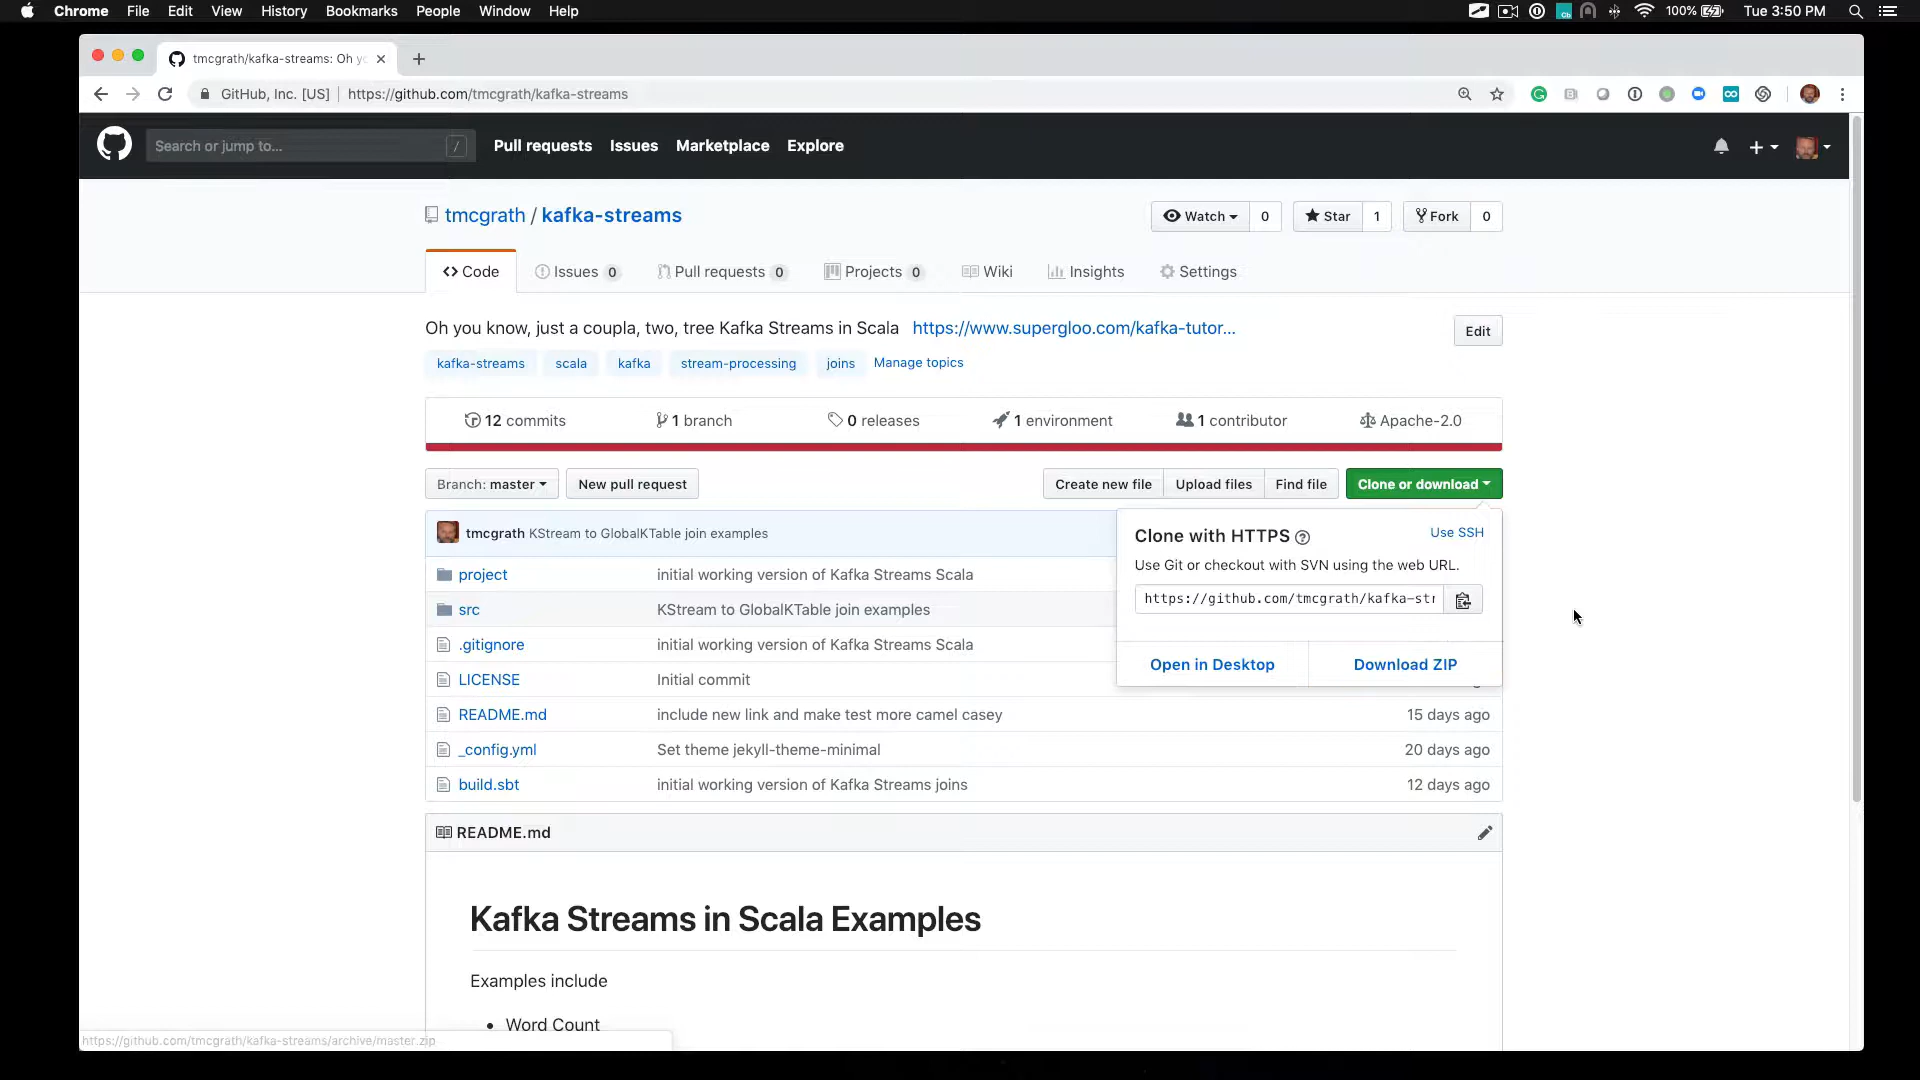 Chrome File Edit View History Bookmarks People Window Help 100% Tue 3:50 PM
tmcgrath/kafka-streams: Oh yo
GitHub, Inc. [US] | https://github.com/tmcgrath/kafka-streams
Search or jump to... / Pull requests Issues Marketplace Explore
tmcgrath / kafka-streams Watch 0 Star 1 Fork 0
Code Issues 0 Pull requests 0 Projects 0 Wiki Insights Settings
Oh you know, just a coupla, two, tree Kafka Streams in Scala https://www.supergloo.com/kafka-tutor... Edit
kafka-streams scala kafka stream-processing joins Manage topics
12 commits 1 branch 0 releases 1 environment 1 contributor Apache-2.0
Branch: master New pull request Create new file Upload files Find file Clone or download
tmcgrath KStream to GlobalKTable join examples
Clone with HTTPS Use SSH
Use Git or checkout with SVN using the web URL.
https://github.com/tmcgrath/kafka-str
Open in Desktop Download ZIP
project initial working version of Kafka Streams Scala
src KStream to GlobalKTable join examples
.gitignore initial working version of Kafka Streams Scala
LICENSE Initial commit
README.md include new link and make test more camel casey 15 days ago
_config.yml Set theme jekyll-theme-minimal 20 days ago
build.sbt initial working version of Kafka Streams joins 12 days ago
README.md
Kafka Streams in Scala Examples
Examples include
• Word Count
https://github.com/tmcgrath/kafka-streams/archive/master.zip